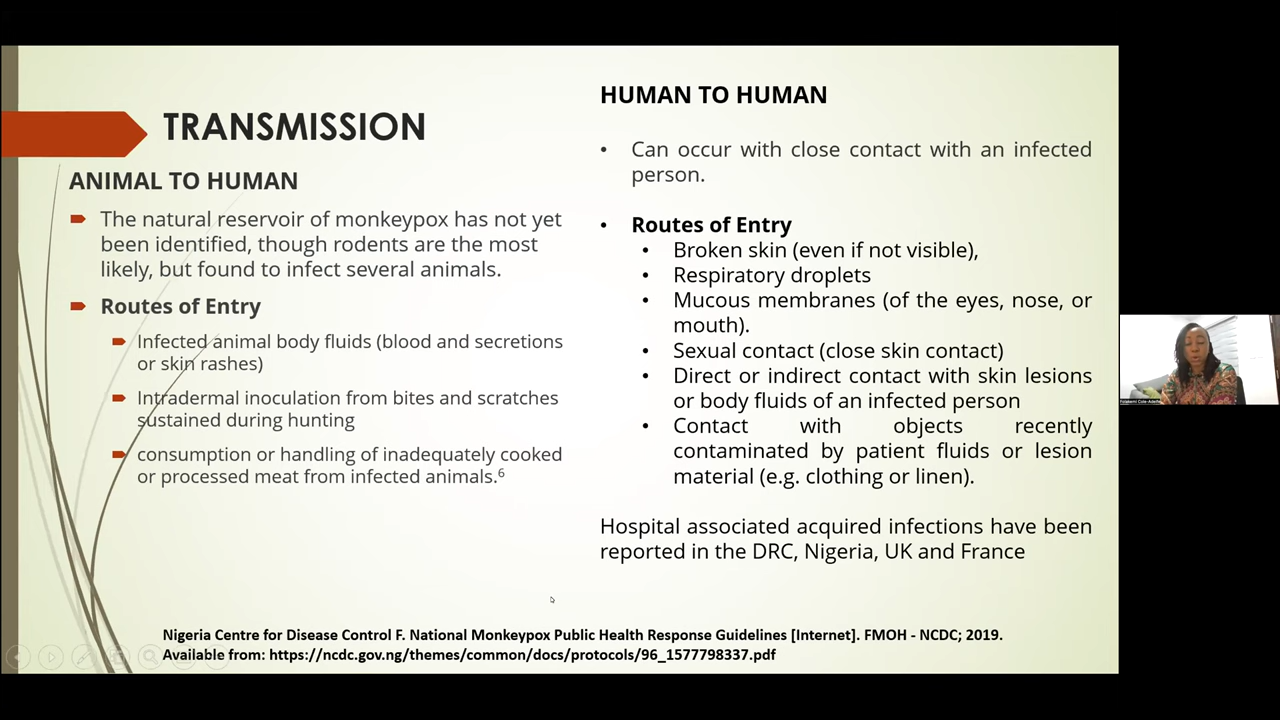 TRANSMISSION
ANIMAL TO HUMAN
The natural reservoir of monkeypox has not yet
been identified, though rodents are the most
likely, but found to infect several animals.
Routes of Entry
Infected animal body fluids (blood and secretions
or skin rashes)
Intradermal inoculation from bites and scratches
sustained during hunting
consumption or handling of inadequately cooked
or processed meat from infected animals.⁶
HUMAN TO HUMAN
• Can occur with close contact with an infected
person.
• Routes of Entry
• Broken skin (even if not visible),
• Respiratory droplets
• Mucous membranes (of the eyes, nose, or
mouth).
• Sexual contact (close skin contact)
• Direct or indirect contact with skin lesions
or body fluids of an infected person
• Contact with objects recently
contaminated by patient fluids or lesion
material (e.g. clothing or linen).
Hospital associated acquired infections have been
reported in the DRC, Nigeria, UK and France
Nigeria Centre for Disease Control F. National Monkeypox Public Health Response Guidelines [Internet]. FMOH - NCDC; 2019.
Available from: https://ncdc.gov.ng/themes/common/docs/protocols/96_1577798337.pdf